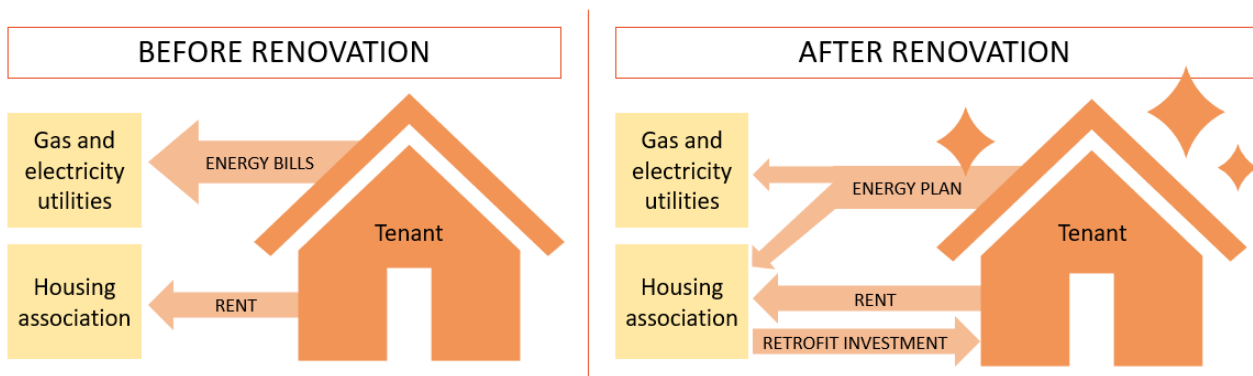 BEFORE RENOVATION
Gas and
electricity
utilities
ENERGY BILLS
Tenant
Housing
association
RENT
AFTER RENOVATION
Gas and
electricity
utilities
ENERGY PLAN
Tenant
Housing
association
RENT
RETROFIT INVESTMENT